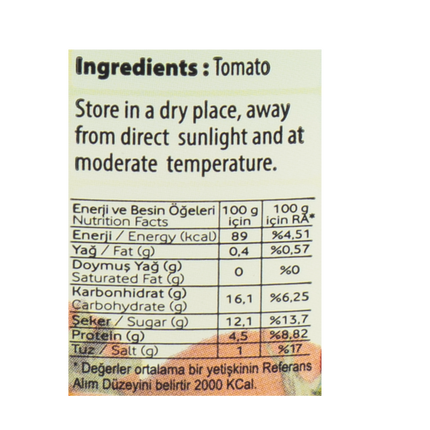 Ingredients : Tomato
Store in a dry place, away
from direct sunlight and at
moderate temperature.
Enerji ve Besin Öğeleri 100 g 100 g
Nutrition Facts için için RA*
Enerji / Energy (kcal) 89 %4,51
Yağ / Fat (g) 0,4 %0,57
Doymuş Yağ (g)
Saturated Fat (g) 0 %0
Karbonhidrat (g)
Carbohydrate (g) 16,1 %6,25
Şeker / Sugar (g) 12,1 %13,7
Protein (g) 4,5 %8,82
Tuz / Salt (g) 1 %17
* Değerler ortalama bir yetişkinin Referans
Alım Düzeyini belirtir 2000 KCal.